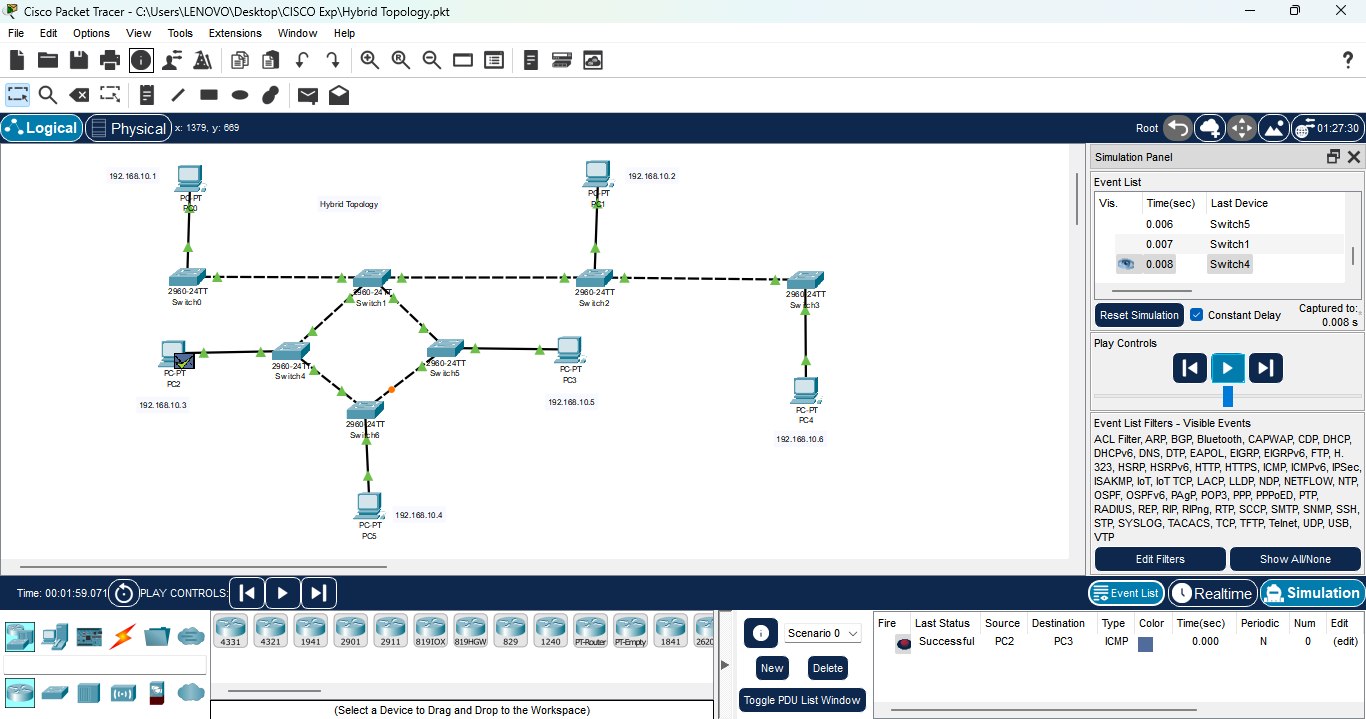 Cisco Packet Tracer - C:\Users\LENOVO\Desktop\CISCO Exp\Hybrid Topology.pkt
File Edit Options View Tools Extensions Window Help
Logical Physical x: 1379, y: 669 Root 01:27:30
192.168.10.1
PC-PT
PC0
Hybrid Topology
PC-PT
PC1
192.168.10.2
2960-24TT
Switch0
2960-24TT
Switch1
2960-24TT
Switch2
2960-24TT
Switch3
PC-PT
PC2
192.168.10.3
2960-24TT
Switch4
2960-24TT
Switch5
PC-PT
PC3
192.168.10.5
PC-PT
PC4
192.168.10.6
2960-24TT
Switch6
PC-PT
PC5
192.168.10.4
Simulation Panel
Event List
Vis. Time(sec) Last Device
0.006 Switch5
0.007 Switch1
0.008 Switch4
Reset Simulation Constant Delay Captured to:
0.008 s
Play Controls
Event List Filters - Visible Events
ACL Filter, ARP, BGP, Bluetooth, CAPWAP, CDP, DHCP,
DHCPv6, DNS, DTP, EAPOL, EIGRP, EIGRPv6, FTP, H.
323, HSRP, HSRPv6, HTTP, HTTPS, ICMP, ICMPv6, IPSec,
ISAKMP, IoT, IoT TCP, LACP, LLDP, NDP, NETFLOW, NTP,
OSPF, OSPFv6, PAgP, POP3, PPP, PPPoED, PTP,
RADIUS, REP, RIP, RIPng, RTP, SCCP, SMTP, SNMP, SSH,
STP, SYSLOG, TACACS, TCP, TFTP, Telnet, UDP, USB,
VTP
Edit Filters Show All/None
Time: 00:01:59.071 PLAY CONTROLS: Event List Realtime Simulation
4331 4321 1941 2901 2911 819IOX 819HGW 829 1240 PT-Router PT-Empty 1841 2620
(Select a Device to Drag and Drop to the Workspace)
Scenario 0
New Delete
Toggle PDU List Window
Fire Last Status Source Destination Type Color Time(sec) Periodic Num Edit
Successful PC2 PC3 ICMP 0.000 N 0 (edit)